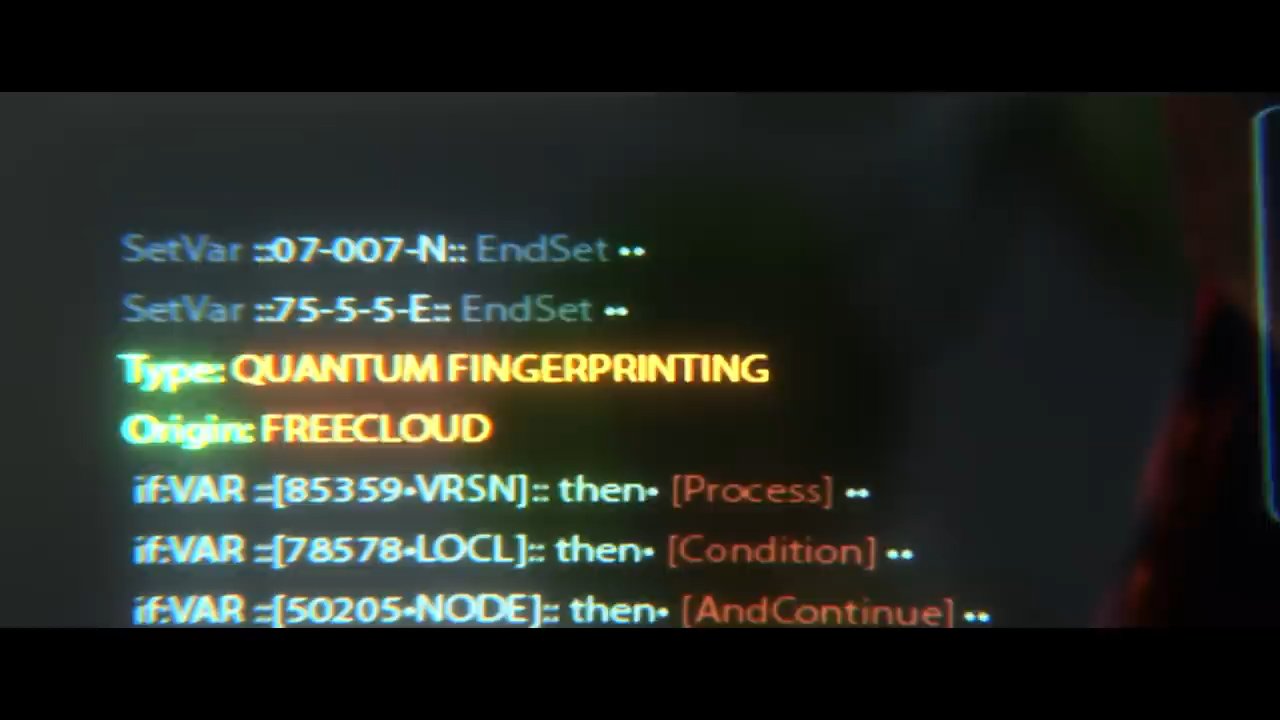 SetVar ::07-007-N:: EndSet ••
SetVar ::75-5-5-E:: EndSet ••
Type: QUANTUM FINGERPRINTING
Origin: FREECLOUD
if:VAR ::[85359•VRSN]:: then• [Process] ••
if:VAR ::[78578•LOCL]:: then• [Condition] ••
if:VAR ::[50205•NODE]:: then• [AndContinue] ••